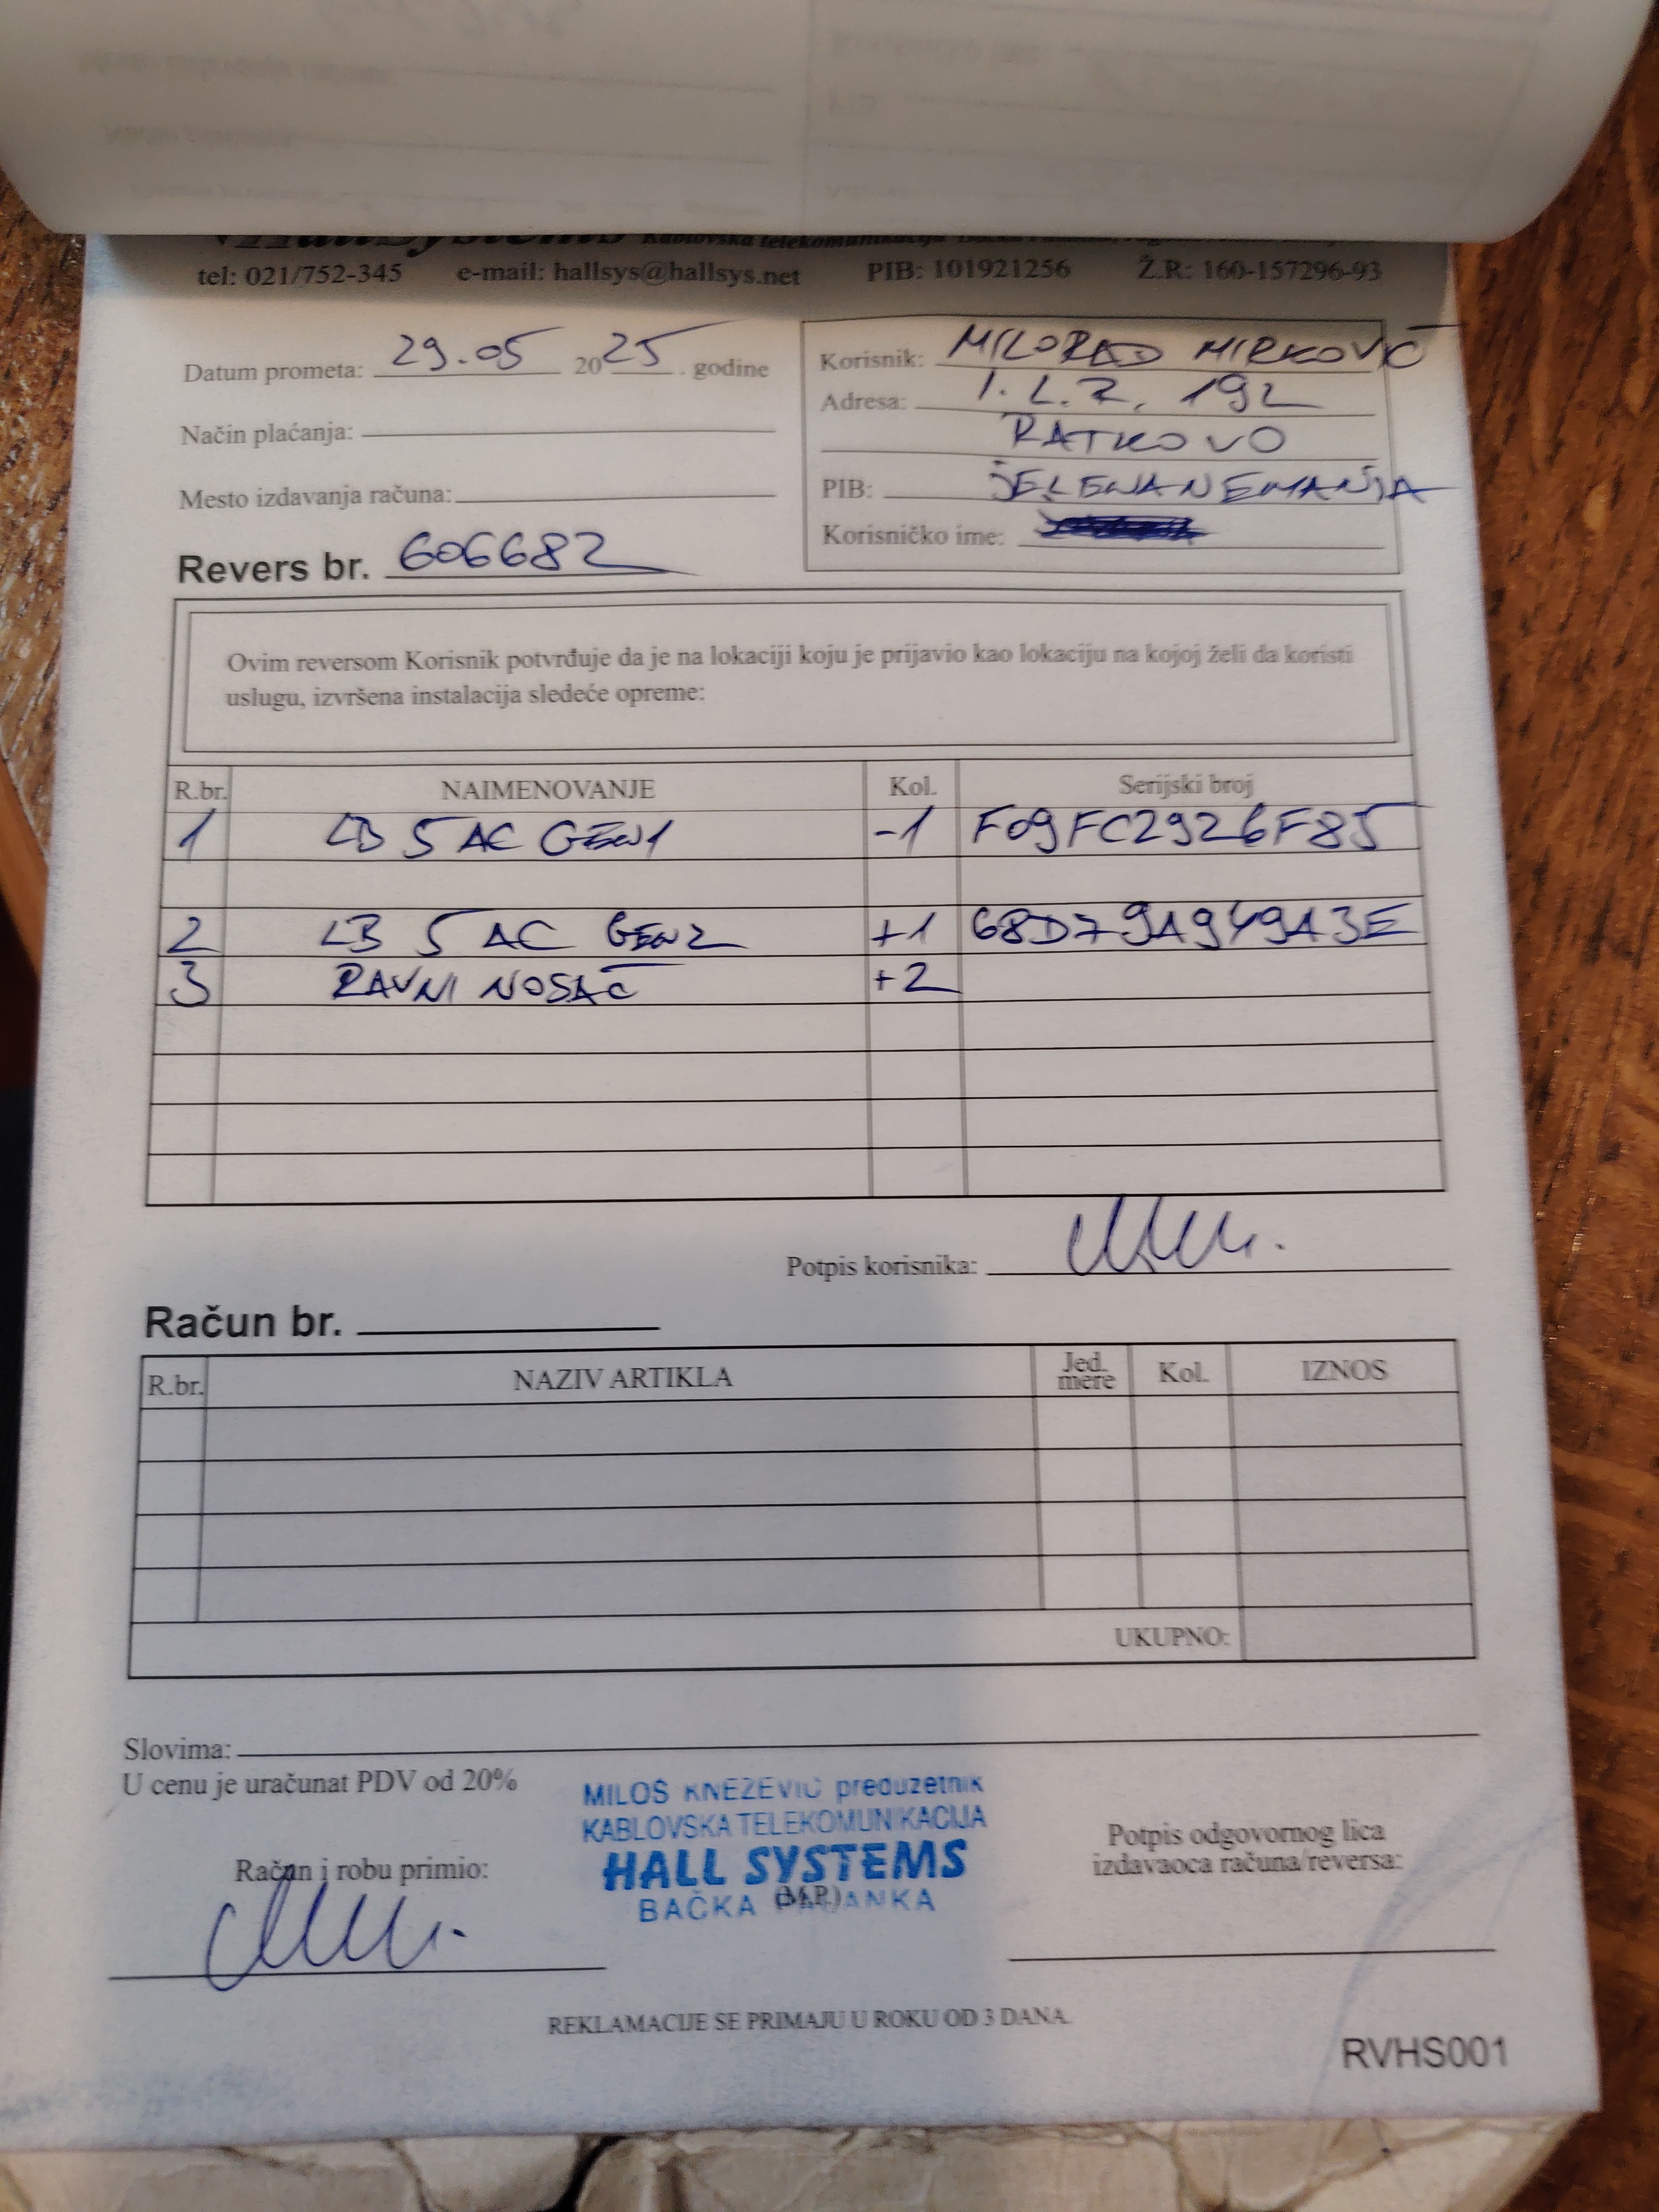 HallSystems Kablovska telekomunikacija
tel: 021/752-345 e-mail: hallsys@hallsys.net PIB: 101921256 Ž.R: 160-157296-93
Datum prometa: 29.05 2025. godine
Način plaćanja:
Mesto izdavanja računa:
Revers br. 606682
Korisnik: MILORAD MIRKOVIĆ
Adresa: I. L. R. 192
RATKOVO
PIB: JELENANEMANJA
Korisničko ime:
Ovim reversom Korisnik potvrđuje da je na lokaciji koju je prijavio kao lokaciju na kojoj želi da koristi
uslugu, izvršena instalacija sledeće opreme:
R.br. NAIMENOVANJE Kol. Serijski broj
1 LB 5 AC GEN1 -1 F09FC2926F85
2 LB 5 AC GEN2 +1 68D79A949A3E
3 RAVNI NOSAČ +2
Potpis korisnika:
Račun br.
R.br. NAZIV ARTIKLA Jed. mere Kol. IZNOS
UKUPNO:
Slovima:
U cenu je uračunat PDV od 20%
MILOŠ KNEŽEVIĆ preduzetnik
KABLOVSKA TELEKOMUNIKACIJA
HALL SYSTEMS
BAČKA PALANKA
(M.P.)
Račun i robu primio:
Potpis odgovornog lica
izdavaoca računa/reversa:
REKLAMACIJE SE PRIMAJU U ROKU OD 3 DANA.
RVHS001